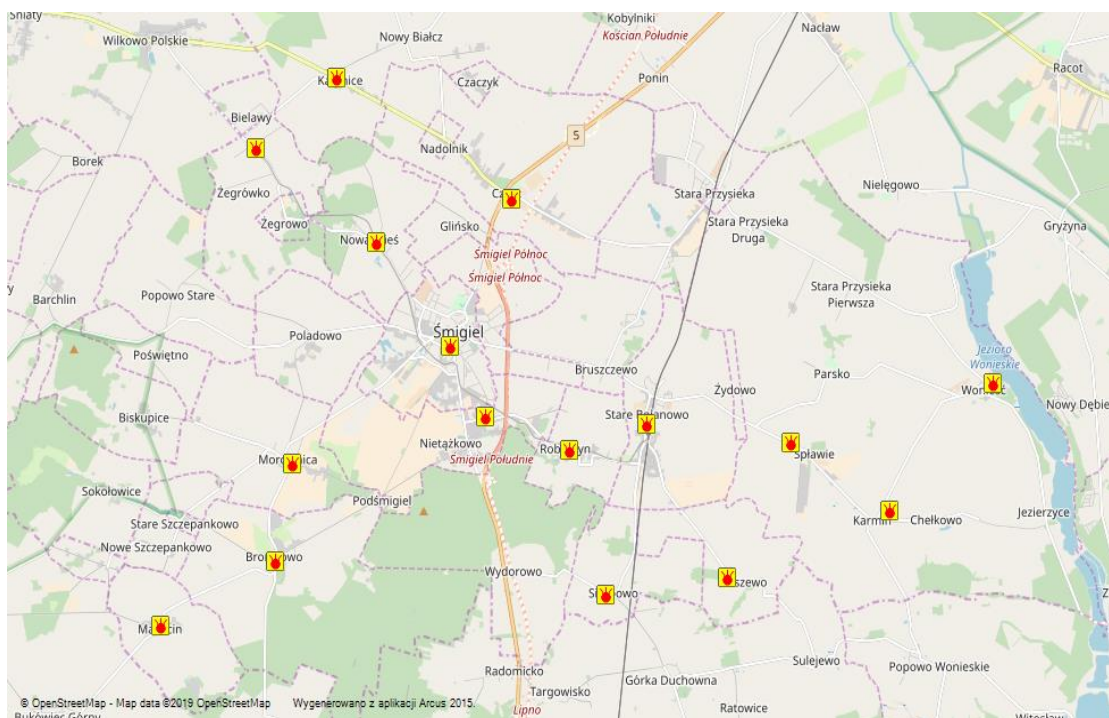 Śniaty
Wilkowo Polskie
Nowy Białcz
Kobylniki
Kościan Południe
Nacław
Racot
Ponin
Czaczyk
Bielawy
5
Nadolnik
Borek
Żegrówko
Żegrowo
Glińsko
Stara Przysieka
Nielęgowo
Stara Przysieka
Druga
Gryżyna
Śmigiel Północ
Śmigiel Północ
Barchlin
Popowo Stare
Stara Przysieka
Pierwsza
Śmigiel
Poladowo
Poświętno
Jezioro
Wonieskie
Bruszczewo
Parsko
Żydowo
Biskupice
Nietążkowo
Śmigiel Południe
Spławie
Sokołowice
Podśmigiel
Stare Szczepankowo
Karmin
Chełkowo
Jezierzyce
Nowe Szczepankowo
Wydorowo
Radomicko
Targowisko
Górka Duchowna
Sulejewo
Popowo Wonieskie
Ratowice
Lipno
© OpenStreetMap - Map data ©2019 OpenStreetMap
Wygenerowano z aplikacji Arcus 2015.